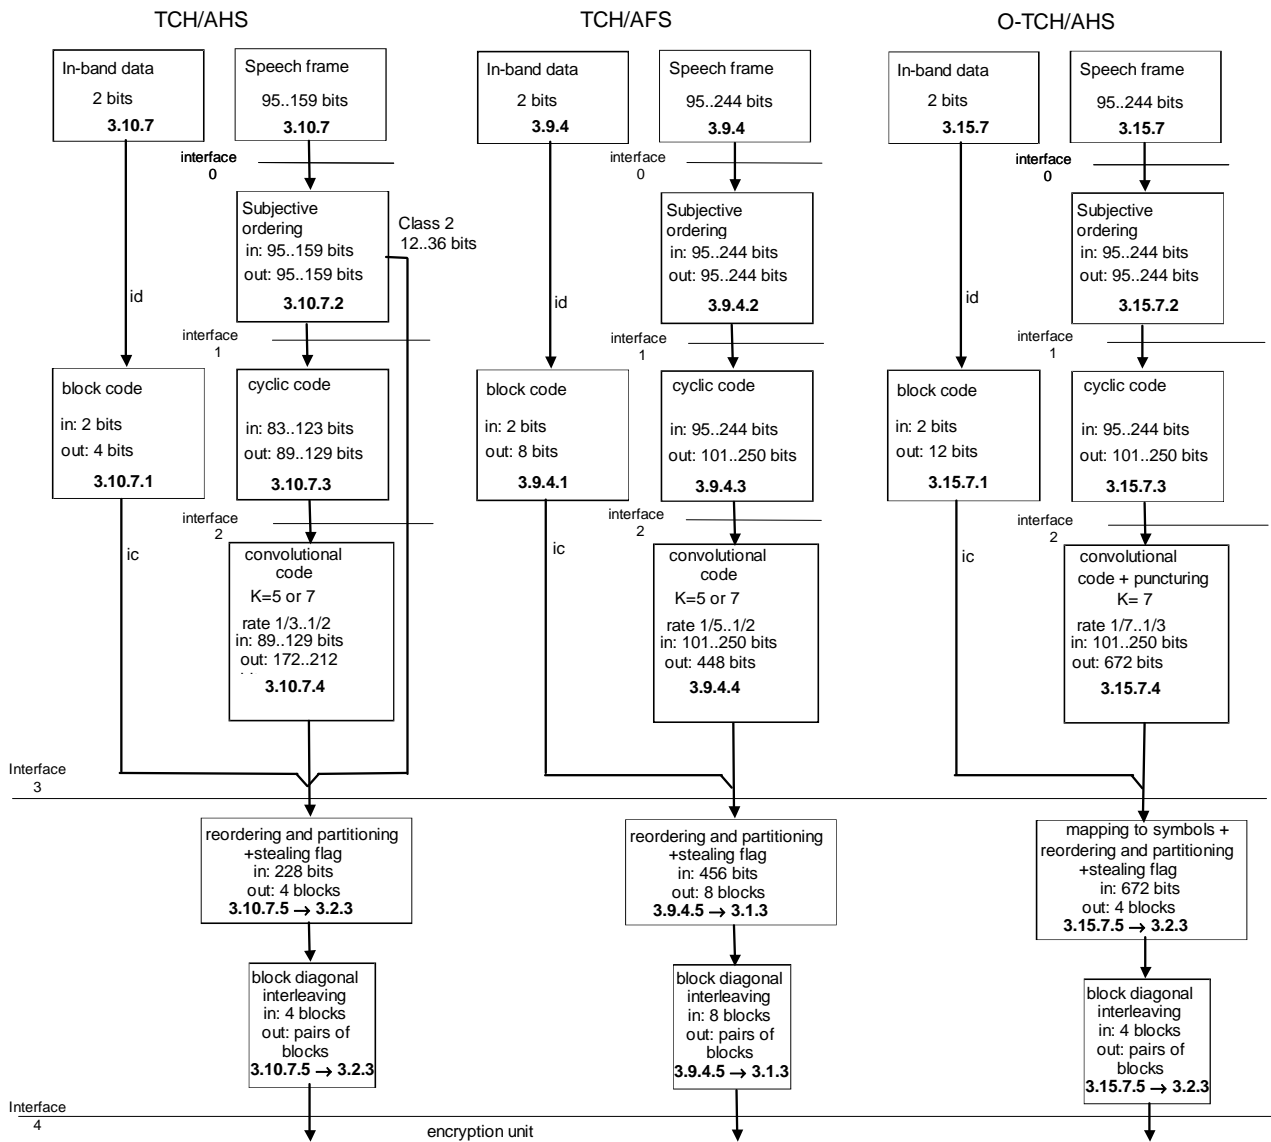 TCH/AHS
In-band data
2 bits
3.10.7
Speech frame
95..159 bits
3.10.7
interface
0
Subjective
ordering
in: 95..159 bits
out: 95..159 bits
3.10.7.2
Class 2
12..36 bits
id
interface
1
block code
in: 2 bits
out: 4 bits
3.10.7.1
cyclic code
in: 83..123 bits
out: 89..129 bits
3.10.7.3
interface
2
ic
convolutional
code
K=5 or 7
rate 1/3..1/2
in: 89..129 bits
out: 172..212
3.10.7.4
Interface
3
reordering and partitioning
+stealing flag
in: 228 bits
out: 4 blocks
3.10.7.5 → 3.2.3
block diagonal
interleaving
in: 4 blocks
out: pairs of
blocks
3.10.7.5 → 3.2.3
TCH/AFS
In-band data
2 bits
3.9.4
Speech frame
95..244 bits
3.9.4
interface
0
Subjective
ordering
in: 95..244 bits
out: 95..244 bits
3.9.4.2
id
interface
1
block code
in: 2 bits
out: 8 bits
3.9.4.1
cyclic code
in: 95..244 bits
out: 101..250 bits
3.9.4.3
interface
2
ic
convolutional
code
K=5 or 7
rate 1/5..1/2
in: 101..250 bits
out: 448 bits
3.9.4.4
reordering and partitioning
+stealing flag
in: 456 bits
out: 8 blocks
3.9.4.5 → 3.1.3
block diagonal
interleaving
in: 8 blocks
out: pairs of
blocks
3.9.4.5 → 3.1.3
O-TCH/AHS
In-band data
2 bits
3.15.7
Speech frame
95..244 bits
3.15.7
interface
0
Subjective
ordering
in: 95..244 bits
out: 95..244 bits
3.15.7.2
id
interface
1
block code
in: 2 bits
out: 12 bits
3.15.7.1
cyclic code
in: 95..244 bits
out: 101..250 bits
3.15.7.3
interface
2
ic
convolutional
code + puncturing
K= 7
rate 1/7..1/3
in: 101..250 bits
out: 672 bits
3.15.7.4
mapping to symbols +
reordering and partitioning
+stealing flag
in: 672 bits
out: 4 blocks
3.15.7.5 → 3.2.3
block diagonal
interleaving
in: 4 blocks
out: pairs of
blocks
3.15.7.5 → 3.2.3
Interface
4
encryption unit